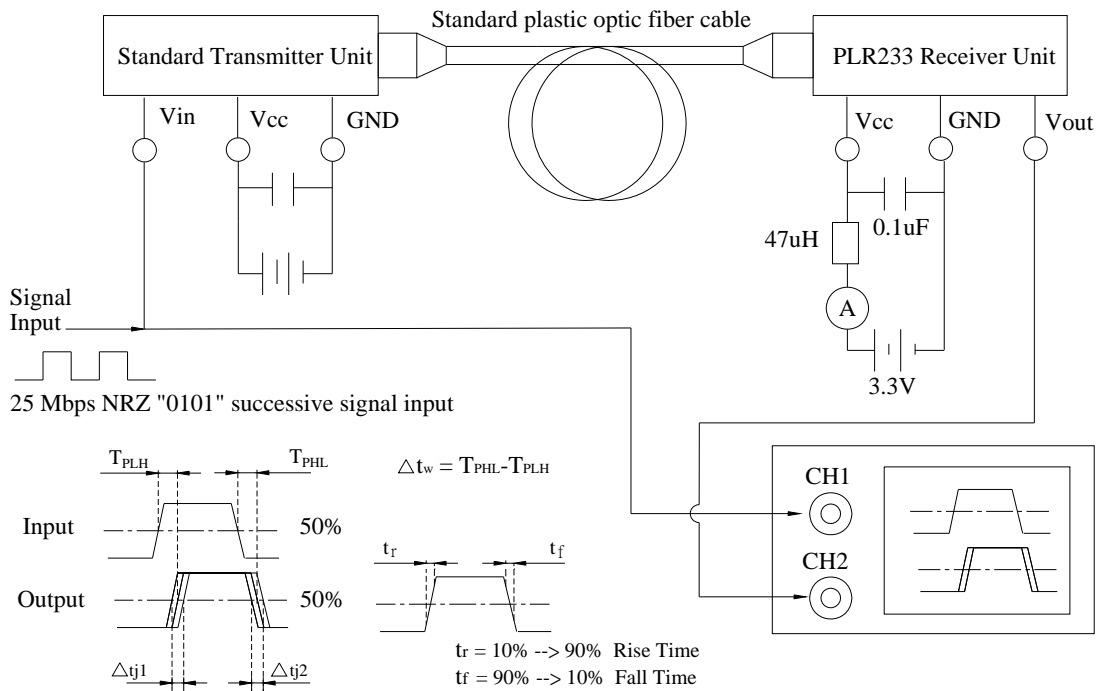 Standard plastic optic fiber cable
Standard Transmitter Unit
PLR233 Receiver Unit
Vin
Vcc
GND
Vcc
GND
Vout
0.1uF
47uH
A
3.3V
Signal
Input
25 Mbps NRZ "0101" successive signal input
TPLH
TPHL
△tw = TPHL-TPLH
Input
50%
Output
50%
△tj1
△tj2
tr
tf
tr = 10% --> 90% Rise Time
tf = 90% --> 10% Fall Time
CH1
CH2